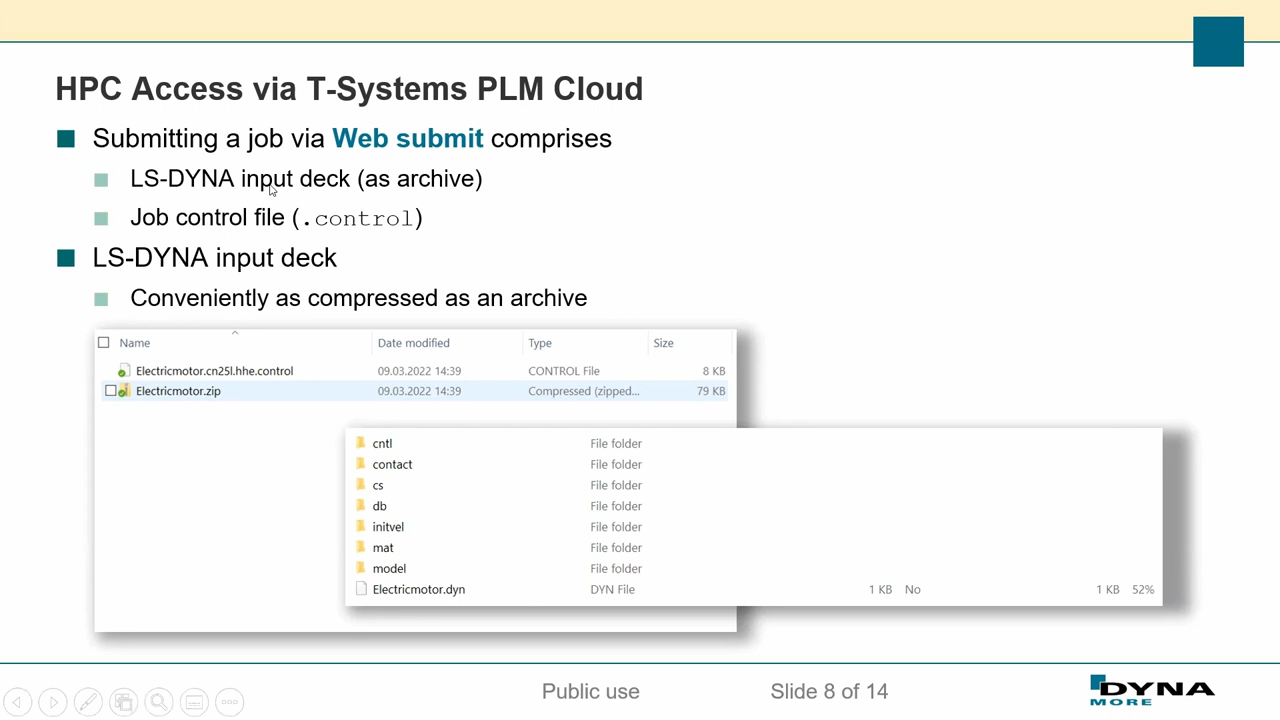 HPC Access via T-Systems PLM Cloud
Submitting a job via Web submit comprises
LS-DYNA input deck (as archive)
Job control file (.control)
LS-DYNA input deck
Conveniently as compressed as an archive
Name Date modified Type Size
Electricmotor.cn25l.hhe.control 09.03.2022 14:39 CONTROL File 8 KB
Electricmotor.zip 09.03.2022 14:39 Compressed (zipped... 79 KB
cntl File folder
contact File folder
cs File folder
db File folder
initvel File folder
mat File folder
model File folder
Electricmotor.dyn DYN File 1 KB No 1 KB 52%
Public use Slide 8 of 14
DYNA
MORE